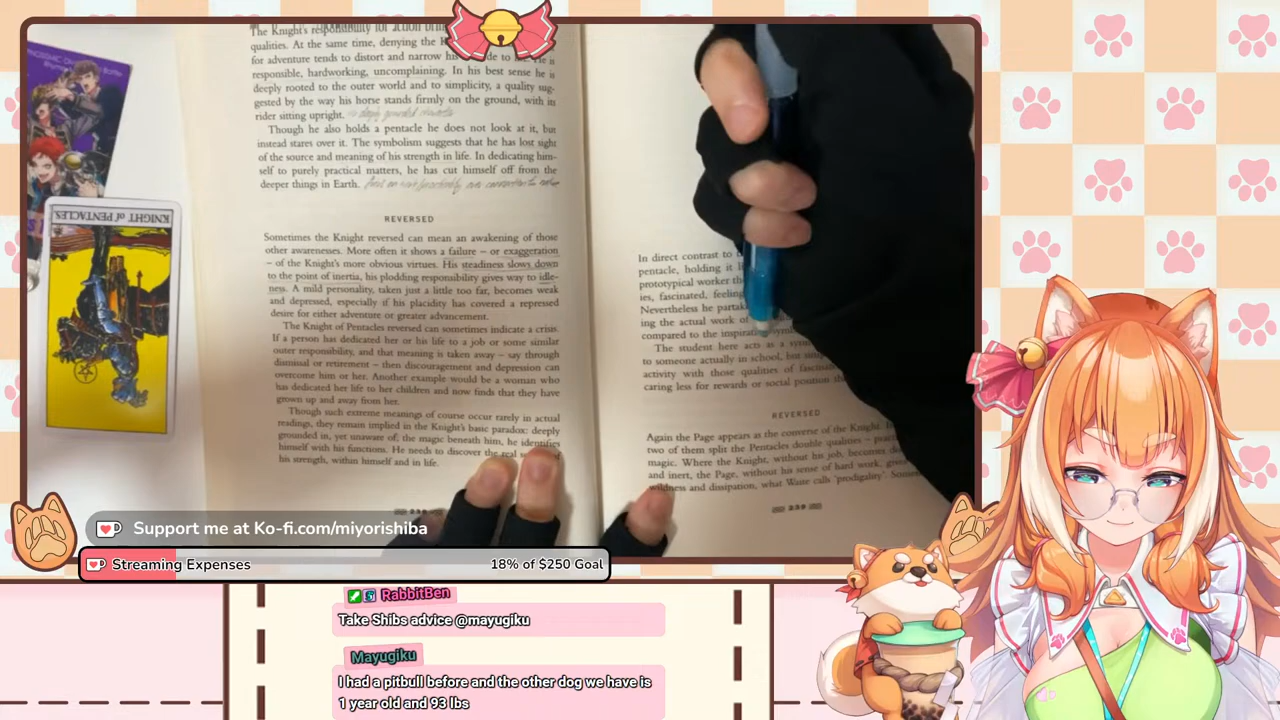 The Knight's responsibility for action
qualities. At the same time, denying the
for adventure tends to distort and narrow his
responsible, hardworking, uncomplaining. In his best sense he is
deeply rooted to the outer world and to simplicity, a quality sug-
gested by the way his horse stands firmly on the ground, with its
rider sitting upright.
Though he also holds a pentacle he does not look at it, but
instead stares over it. The symbolism suggests that he has lost sight
of the source and meaning of his strength in life. In dedicating him-
self to purely practical matters, he has cut himself off from the
deeper things in Earth.
REVERSED
Sometimes the Knight reversed can mean an awakening of those
other awarenesses. More often it shows a failure – or exaggeration
– of the Knight's more obvious virtues. His steadiness slows down
to the point of inertia, his plodding responsibility gives way to idle-
ness. A mild personality, taken just a little too far, becomes weak
and depressed, especially if his placidity has covered a repressed
desire for either adventure or greater advancement.
The Knight of Pentacles reversed can sometimes indicate a crisis.
If a person has dedicated her or his life to a job or some similar
outer responsibility, and that meaning is taken away – say through
dismissal or retirement – then discouragement and depression can
overcome him or her. Another example would be a woman who
has dedicated her life to her children and now finds that they have
grown up and away from her.
Though such extreme meanings of course occur rarely in actual
readings, they remain implied in the Knight's basic paradox: deeply
grounded in, yet unaware of, the magic beneath him, he identifies
himself with his functions. He needs to discover the real
his strength, within himself and in life.
In direct contrast to
pentacle, holding it
prototypical worker
ies, fascinated, feeling
Nevertheless he
ing the actual work of
compared to the
The student here acts as a
to someone actually in school, but
activity with those qualities of
caring less for rewards or social position
REVERSED
Again the Page appears as the converse of the Knight.
two of them split the Pentacles double qualities –
magic. Where the Knight, without his job, becomes
and inert, the Page, without his sense of hard work,
wildness and dissipation, what Waite calls 'prodigality'.
239
KNIGHT of PENTACLES
Support me at Ko-fi.com/miyorishiba
Streaming Expenses 18% of $250 Goal
RabbitBen
Take Shibs advice @mayugiku
Mayugiku
I had a pitbull before and the other dog we have is
1 year old and 93 lbs